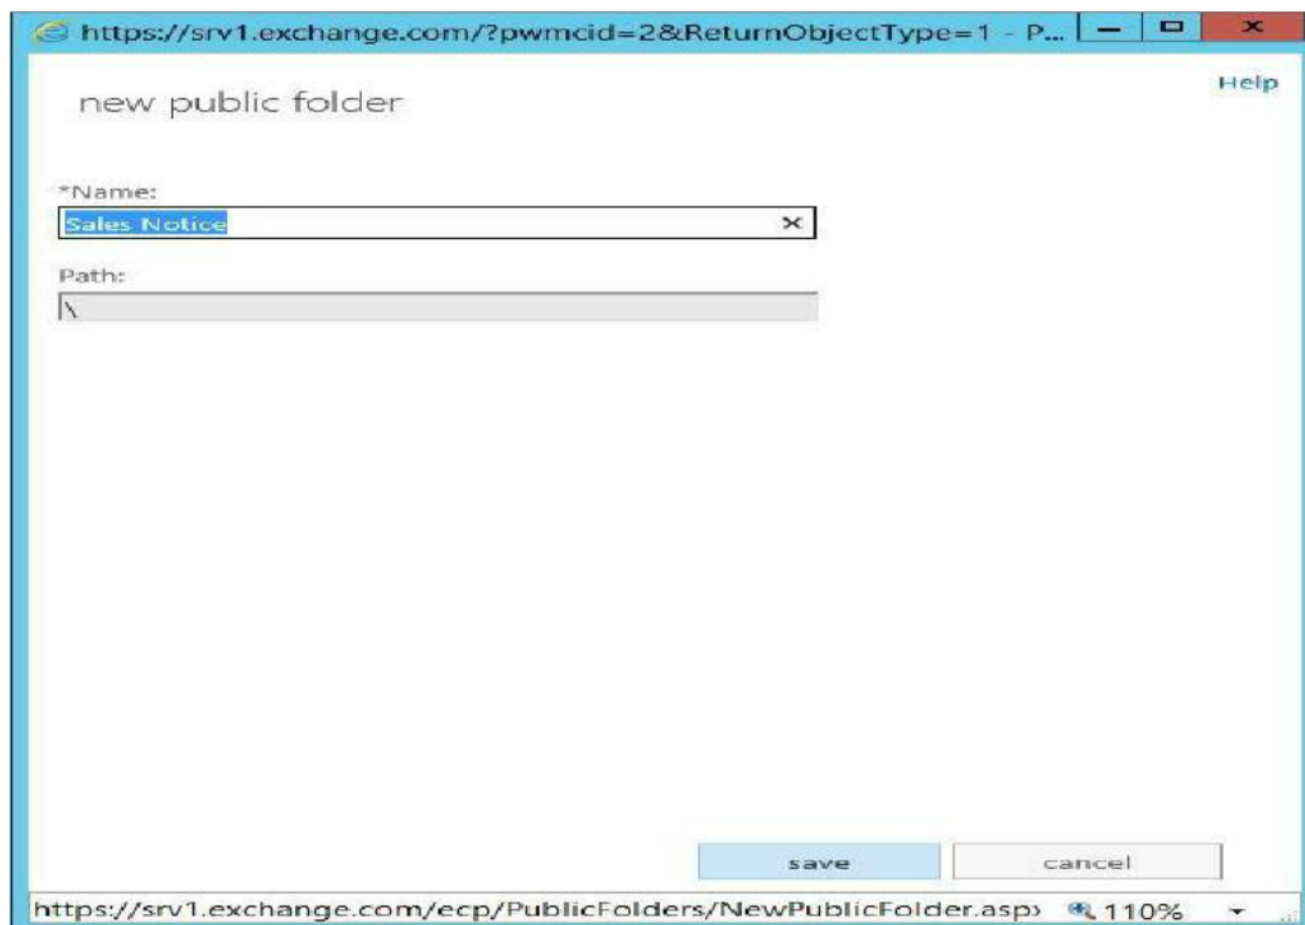 https://srv1.exchange.com/?pwmcid=2&ReturnObjectType=1 - P...
Help
new public folder
*Name:
Sales Notice
Path:
\
save cancel
https://srv1.exchange.com/ecp/PublicFolders/NewPublicFolder.aspx 110%